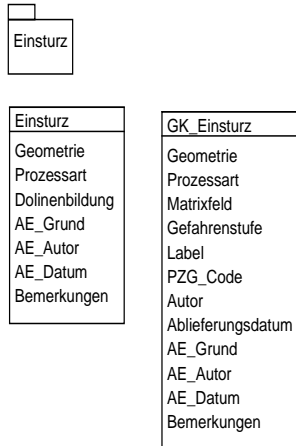 Einsturz
Einsturz
Geometrie
Prozessart
Dolinenbildung
AE_Grund
AE_Autor
AE_Datum
Bemerkungen
GK_Einsturz
Geometrie
Prozessart
Matrixfeld
Gefahrenstufe
Label
PZG_Code
Autor
Ablieferungsdatum
AE_Grund
AE_Autor
AE_Datum
Bemerkungen